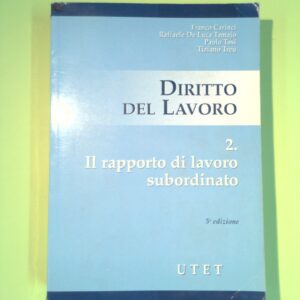 Franco Carinci
Raffaele De Luca Tamajo
Paolo Tosi
Tiziano Treu
DIRITTO
DEL LAVORO
2.
Il rapporto di lavoro
subordinato
5ª edizione
UTET